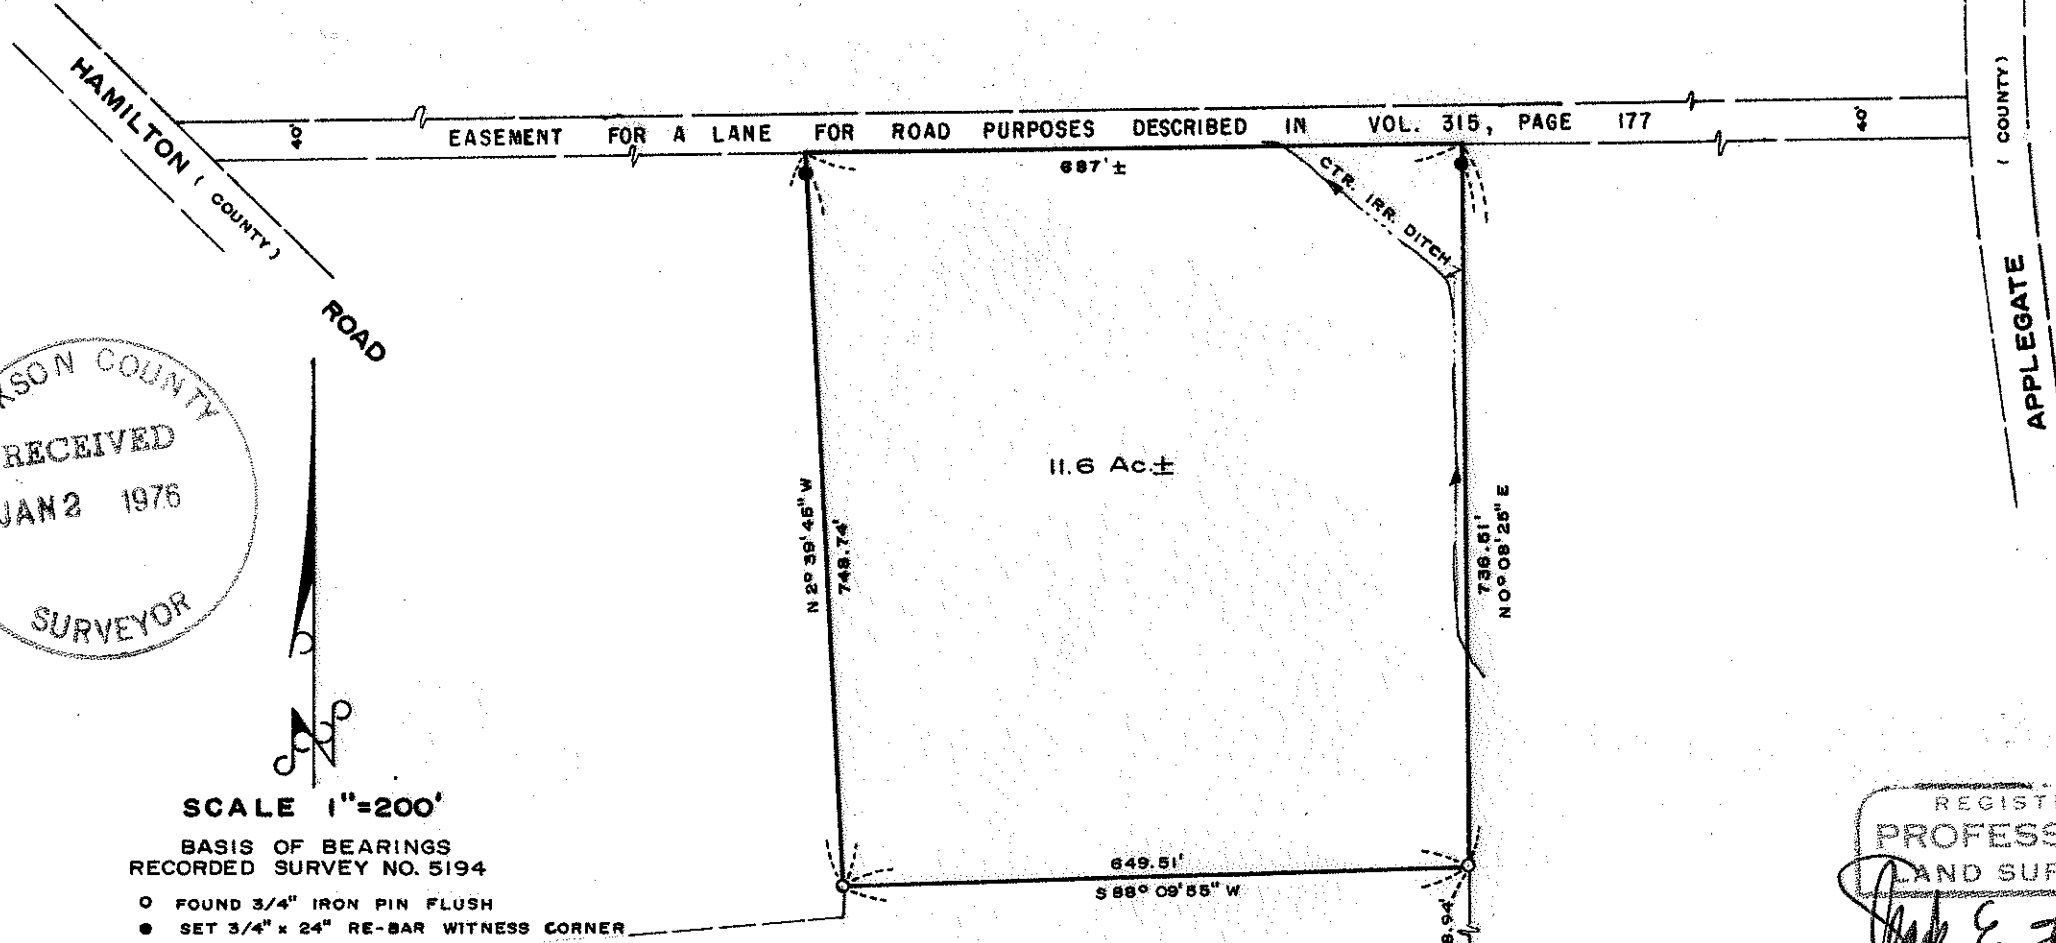 HAMILTON (COUNTY)
ROAD
40'
EASEMENT FOR A LANE FOR ROAD PURPOSES DESCRIBED IN VOL. 315, PAGE 177
40'
(COUNTY)
APPLEGATE
687'±
CTR. IRR. DITCH
11.6 Ac.±
N 2° 39' 45" W
748.74'
736.51'
N 0° 08' 25" E
649.51'
S 88° 09' 55" W
8.94'
COUNTY
RECEIVED
JAN 2 1976
SURVEYOR
SCALE 1"=200'
BASIS OF BEARINGS
RECORDED SURVEY NO. 5194
FOUND 3/4" IRON PIN FLUSH
SET 3/4" x 24" RE-BAR WITNESS CORNER
REGIST
PROFESS
LAND SUR